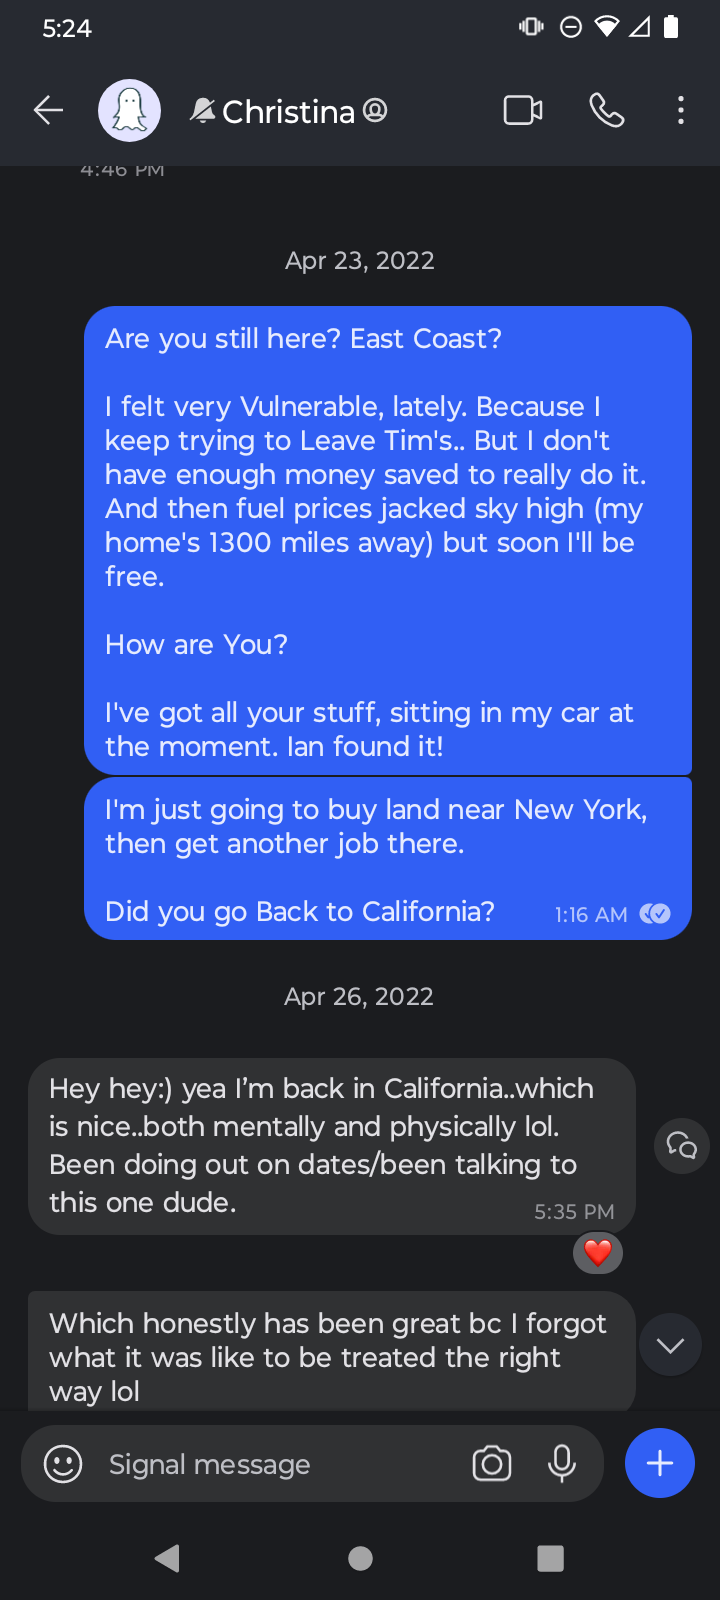 5:24
Christina
4:46 PM
Apr 23, 2022
Are you still here? East Coast?
I felt very Vulnerable, lately. Because I
keep trying to Leave Tim's.. But I don't
have enough money saved to really do it.
And then fuel prices jacked sky high (my
home's 1300 miles away) but soon I'll be
free.
How are You?
I've got all your stuff, sitting in my car at
the moment. Ian found it!
I'm just going to buy land near New York,
then get another job there.
Did you go Back to California?
1:16 AM
Apr 26, 2022
Hey hey:) yea I’m back in California..which
is nice..both mentally and physically lol.
Been doing out on dates/been talking to
this one dude.
5:35 PM
Which honestly has been great bc I forgot
what it was like to be treated the right
way lol
Signal message